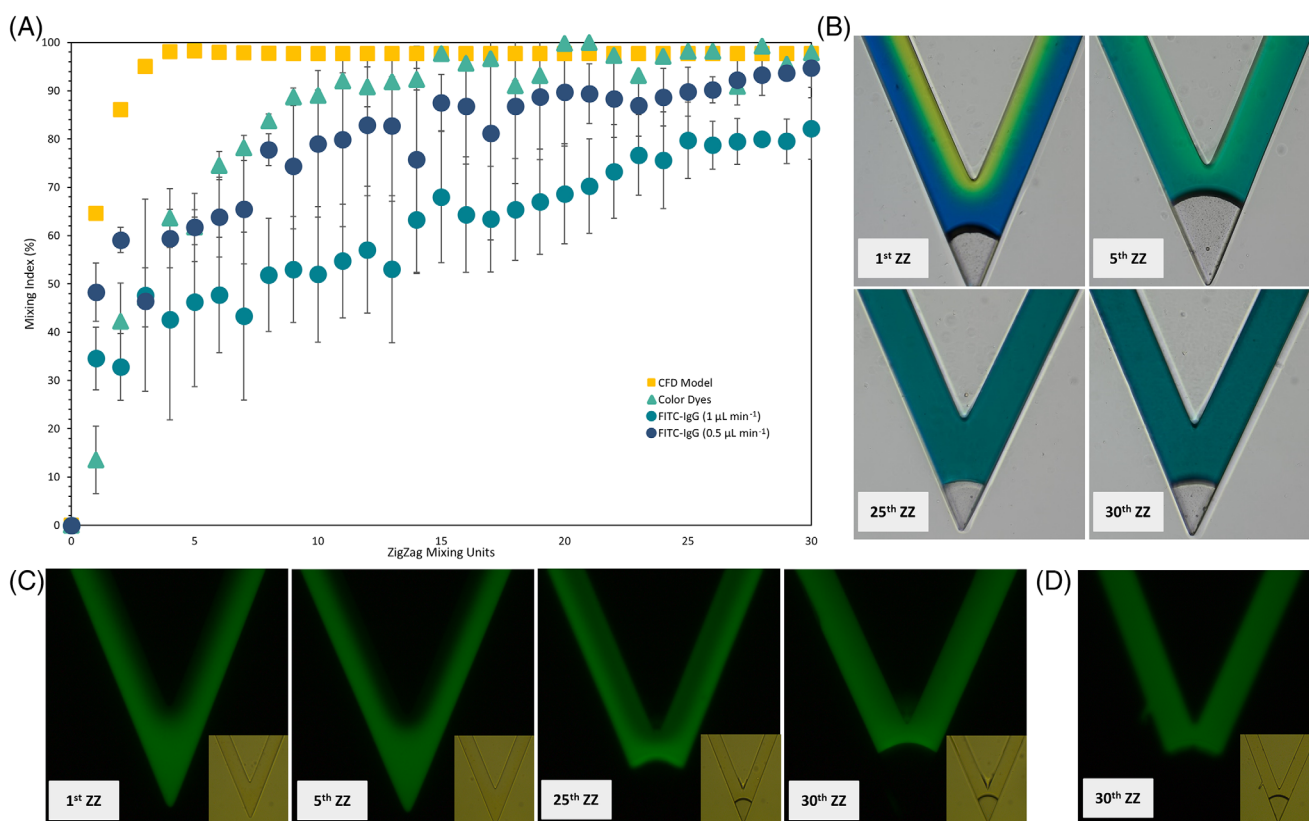 (A)
100
90
80
70
60
50
40
30
20
10
0
Mixing Index (%)
0 5 10 15 20 25 30
ZigZag Mixing Units
CFD Model
Color Dyes
FITC-IgG (1 µL min⁻¹)
FITC-IgG (0.5 µL min⁻¹)
(B)
1st ZZ
5th ZZ
25th ZZ
30th ZZ
(C)
1st ZZ
5th ZZ
25th ZZ
30th ZZ
(D)
30th ZZ